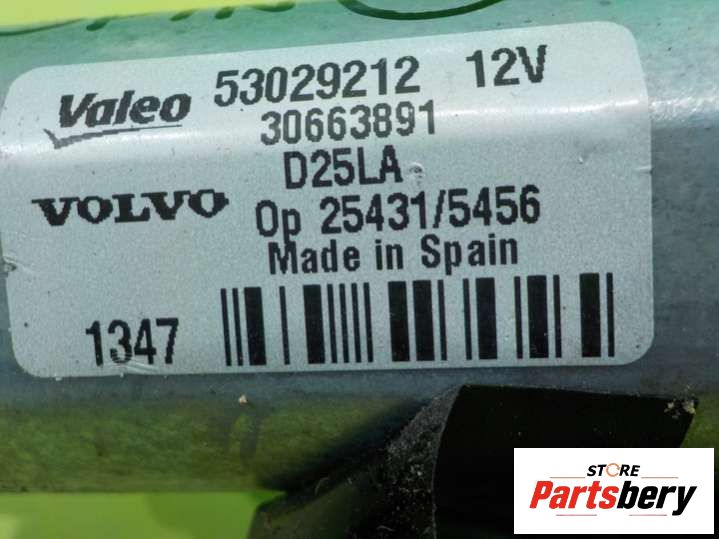 Valeo 53029212 12V
30663891
D25LA
VOLVO Op 25431/5456
Made in Spain
1347
STORE
Partsbery